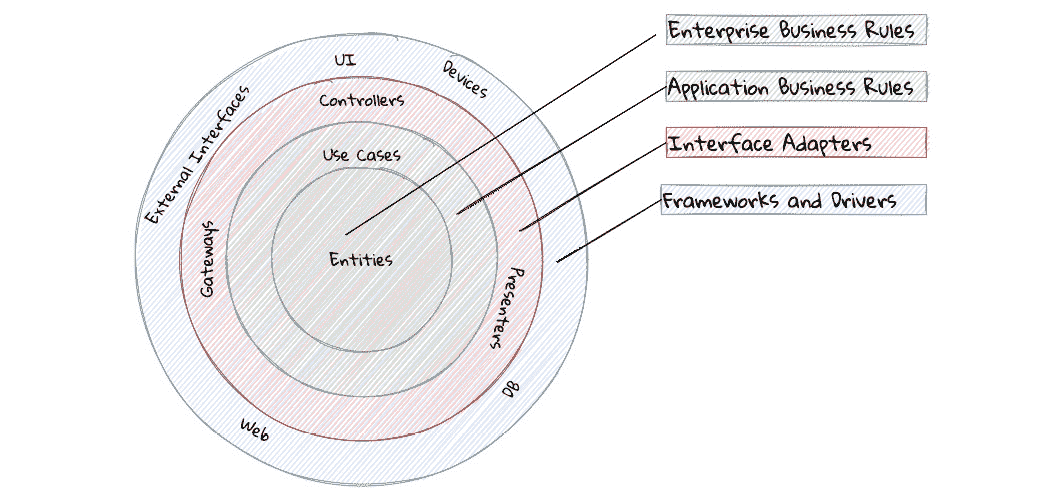 Enterprise Business Rules
Application Business Rules
Interface Adapters
Frameworks and Drivers
UI
Devices
External Interfaces
Controllers
Use Cases
Gateways
Entities
Presenters
DB
Web